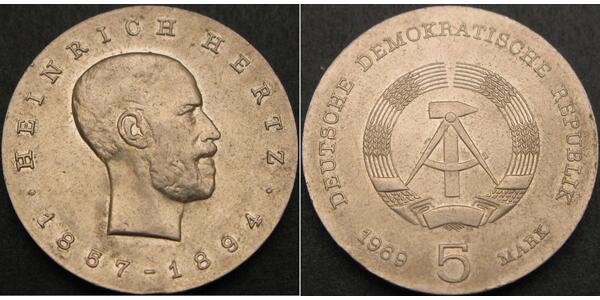 · HEINRICH HERTZ ·
1857-1894
DEUTSCHE DEMOKRATISCHE REPUBLIK
1969 5 MARK